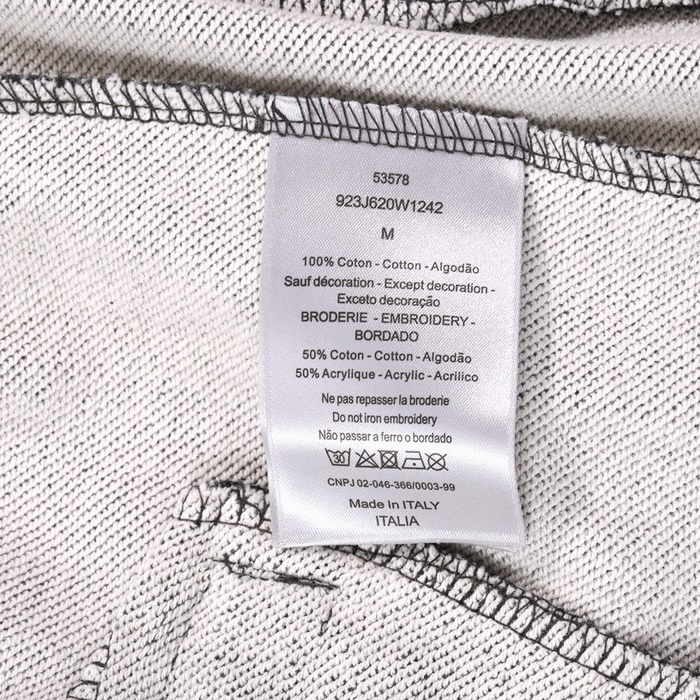 53578
923J620W1242
M
100% Coton - Cotton - Algodão
Sauf décoration - Except decoration -
Exceto decoração
BRODERIE - EMBROIDERY -
BORDADO
50% Coton - Cotton - Algodão
50% Acrylique - Acrylic - Acrilico
Ne pas repasser la broderie
Do not iron embroidery
Não passar a ferro o bordado
30
CNPJ 02-046-366/0003-99
Made In ITALY
ITALIA